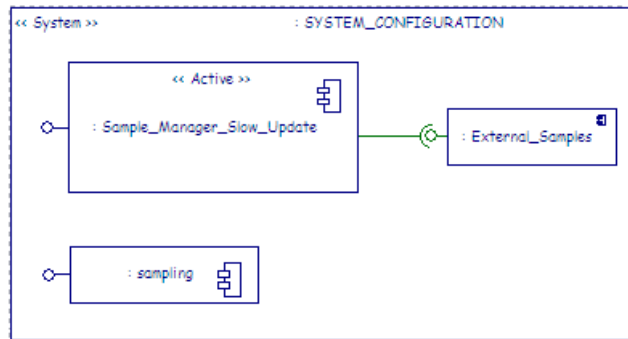 << System >> : SYSTEM_CONFIGURATION
<< Active >>
: Sample_Manager_Slow_Update
: External_Samples
: sampling